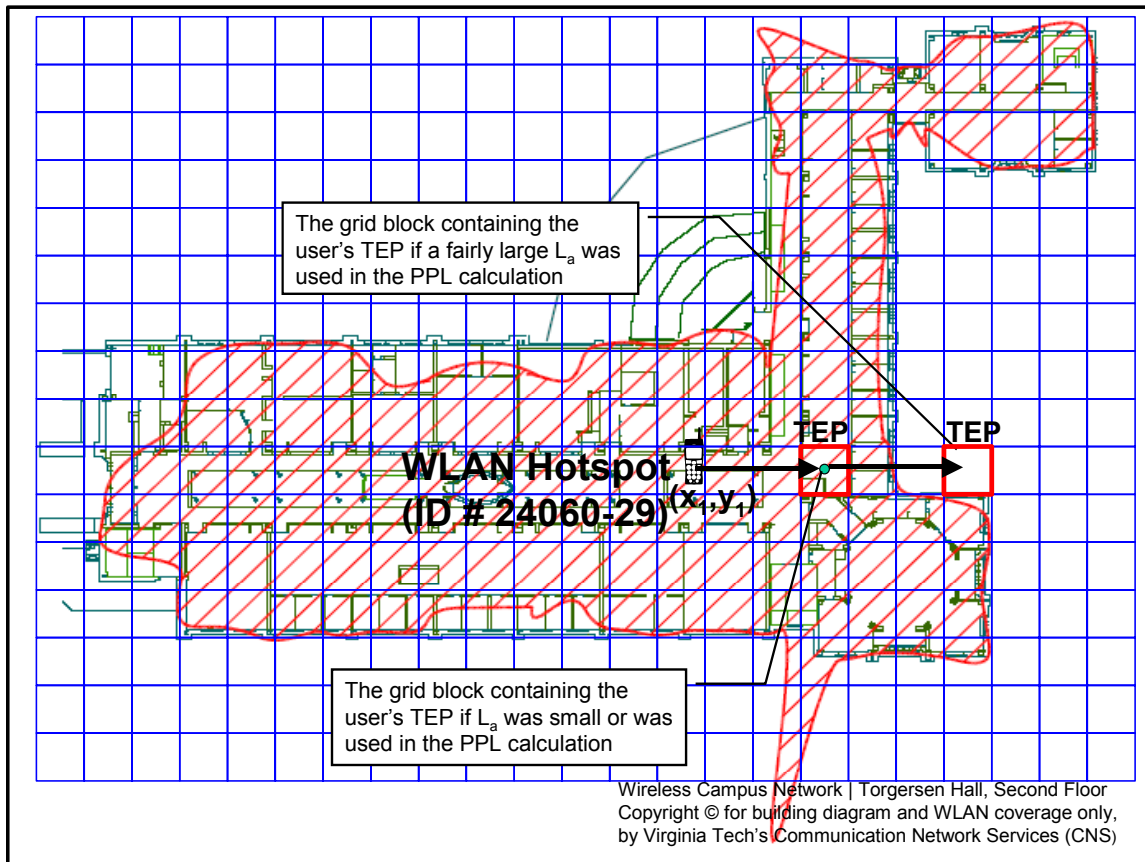 The grid block containing the
user's TEP if a fairly large La was
used in the PPL calculation
TEP TEP
WLAN Hotspot
(ID # 24060-29)
(x1,y1)
The grid block containing the
user's TEP if La was small or was
used in the PPL calculation
Wireless Campus Network | Torgersen Hall, Second Floor
Copyright © for building diagram and WLAN coverage only,
by Virginia Tech's Communication Network Services (CNS)